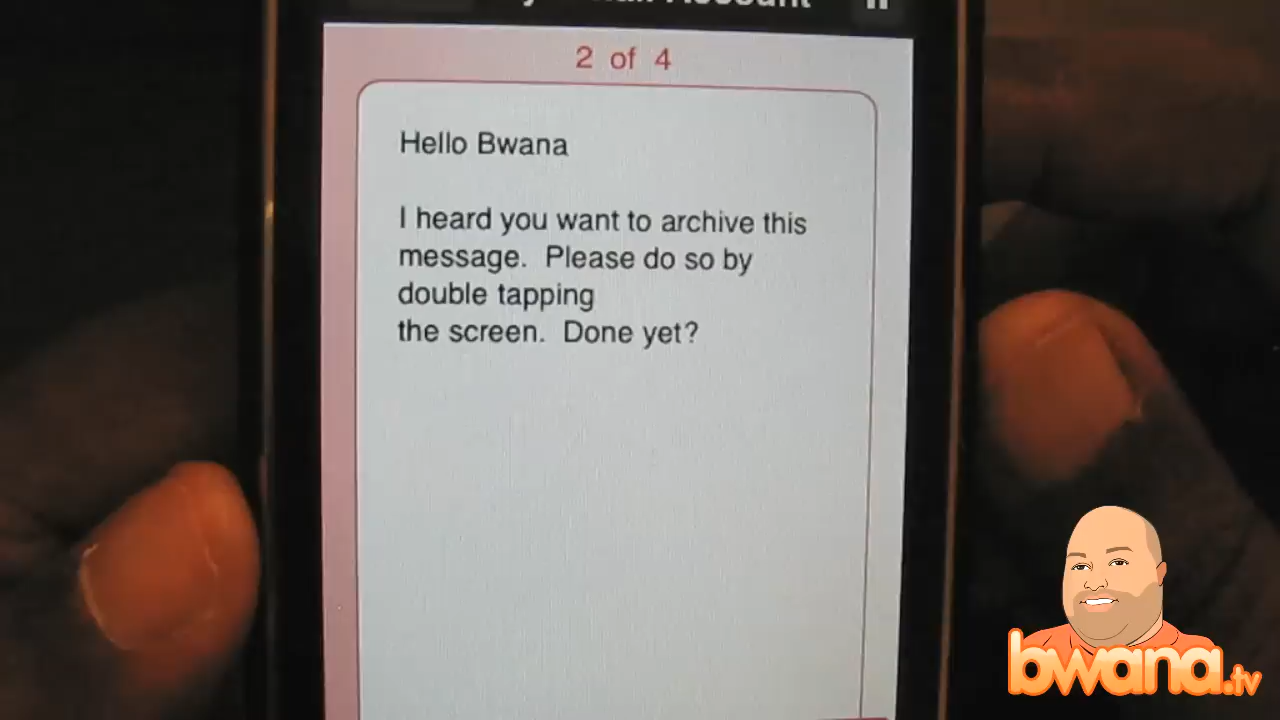 Account
2 of 4
Hello Bwana
I heard you want to archive this
message.  Please do so by
double tapping
the screen.  Done yet?
bwana.tv